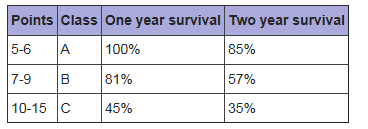 Points Class One year survival Two year survival
5-6 A 100% 85%
7-9 B 81% 57%
10-15 C 45% 35%